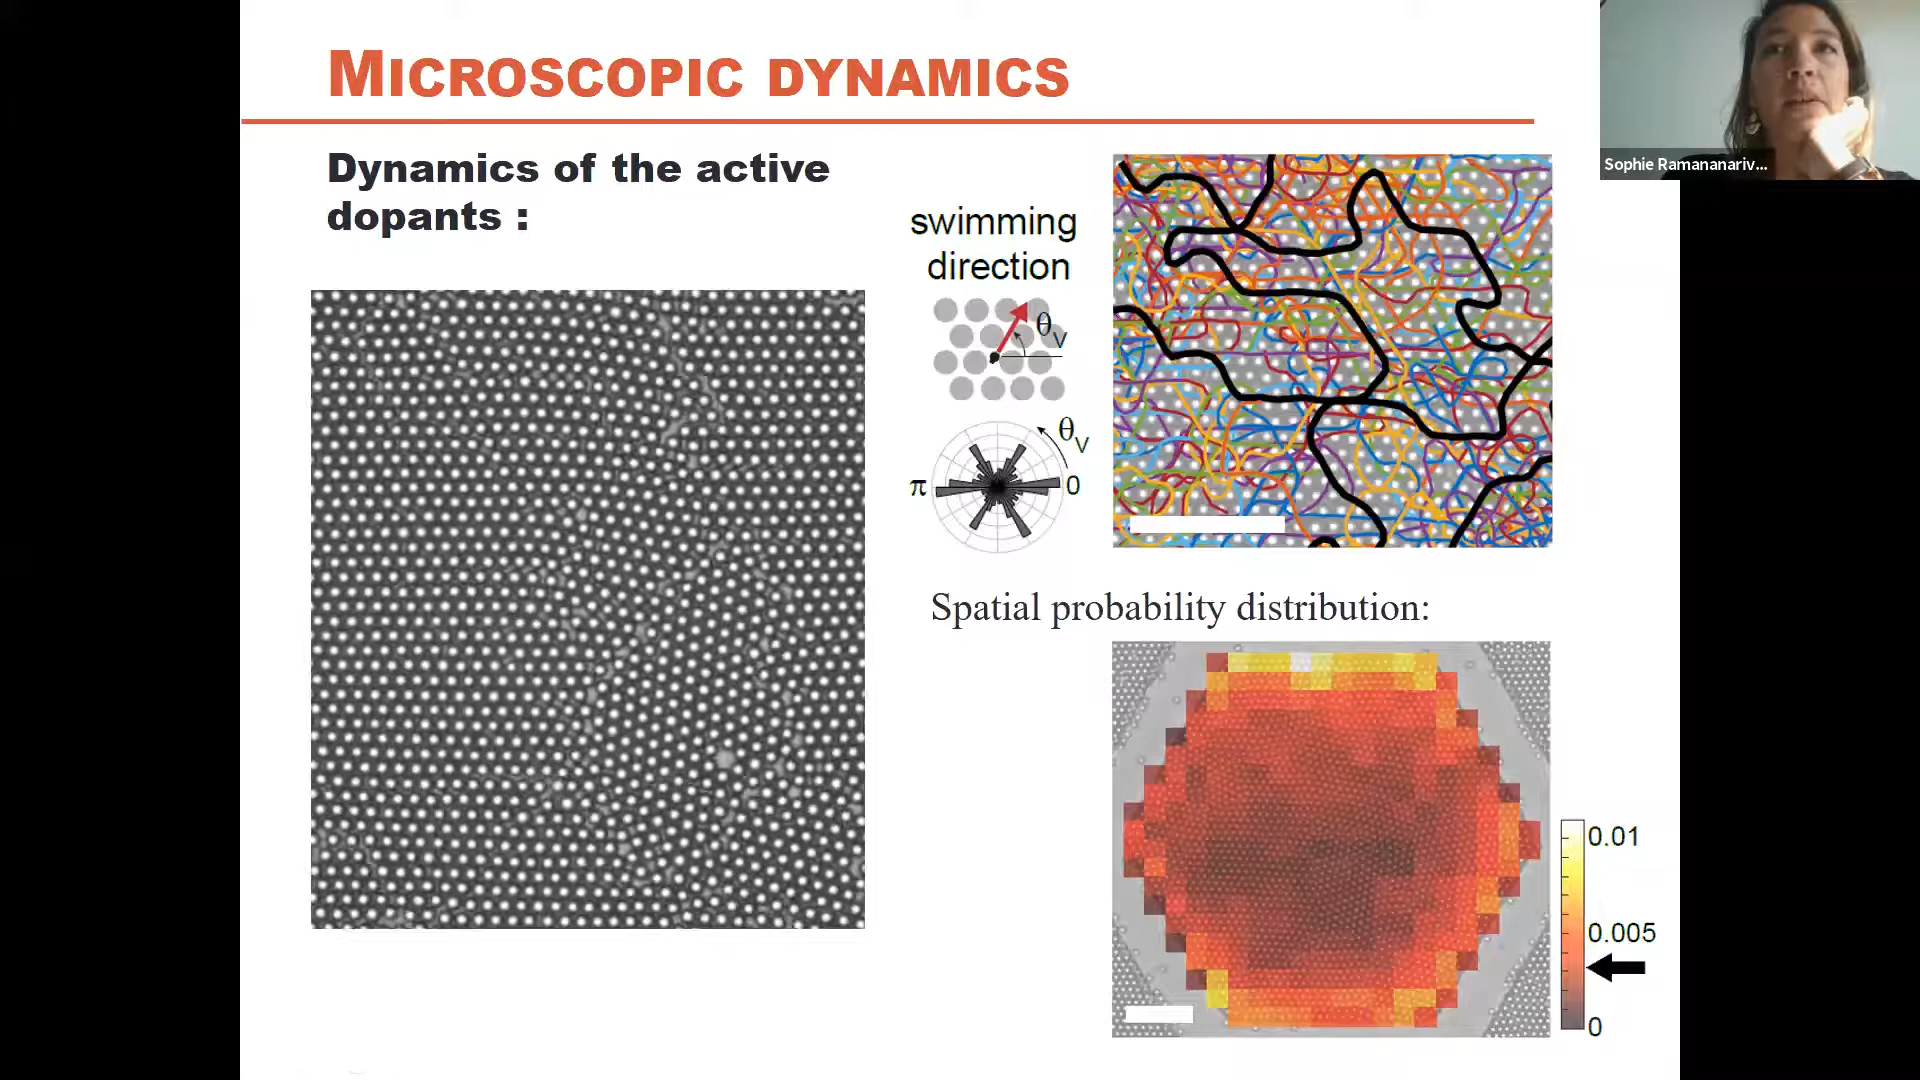 MICROSCOPIC DYNAMICS
Dynamics of the active
dopants :
swimming
direction
θV
θV
π
0
Spatial probability distribution:
0.01
0.005
0
Sophie Ramananariv...